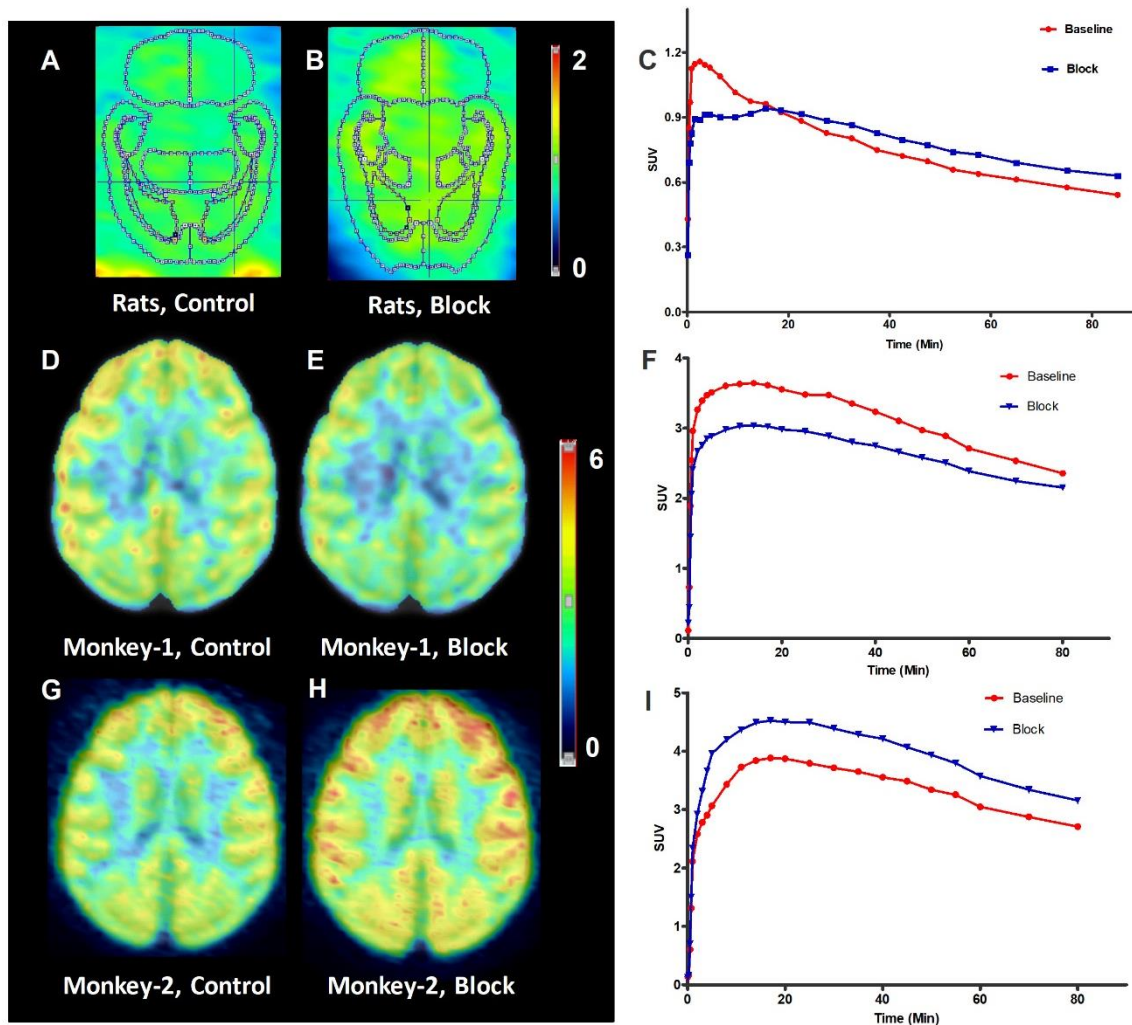 A
B
2
0
Rats, Control
Rats, Block
C
Baseline
Block
1.2
0.9
0.6
0.3
0.0
SUV
0 20 40 60 80
Time (Min)
D
E
6
0
Monkey-1, Control
Monkey-1, Block
F
Baseline
Block
4
3
2
1
0
SUV
0 20 40 60 80
Time (Min)
G
H
Monkey-2, Control
Monkey-2, Block
I
Baseline
Block
5
4
3
2
1
0
SUV
0 20 40 60 80
Time (Min)